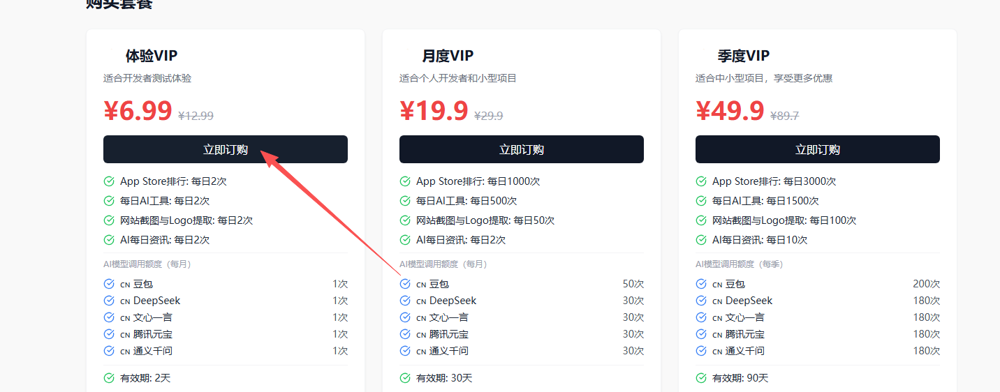 购买套餐
体验VIP
适合开发者测试体验
¥6.99 ¥12.99
立即订购
App Store排行: 每日2次
每日AI工具: 每日2次
网站截图与Logo提取: 每日2次
AI每日资讯: 每日2次
AI模型调用额度（每月）
CN 豆包 1次
CN DeepSeek 1次
CN 文心一言 1次
CN 腾讯元宝 1次
CN 通义千问 1次
有效期: 2天
月度VIP
适合个人开发者和小型项目
¥19.9 ¥29.9
立即订购
App Store排行: 每日1000次
每日AI工具: 每日500次
网站截图与Logo提取: 每日50次
AI每日资讯: 每日2次
AI模型调用额度（每月）
CN 豆包 50次
CN DeepSeek 30次
CN 文心一言 30次
CN 腾讯元宝 30次
CN 通义千问 30次
有效期: 30天
季度VIP
适合中小型项目，享受更多优惠
¥49.9 ¥89.7
立即订购
App Store排行: 每日3000次
每日AI工具: 每日1500次
网站截图与Logo提取: 每日100次
AI每日资讯: 每日10次
AI模型调用额度（每季）
CN 豆包 200次
CN DeepSeek 180次
CN 文心一言 180次
CN 腾讯元宝 180次
CN 通义千问 180次
有效期: 90天